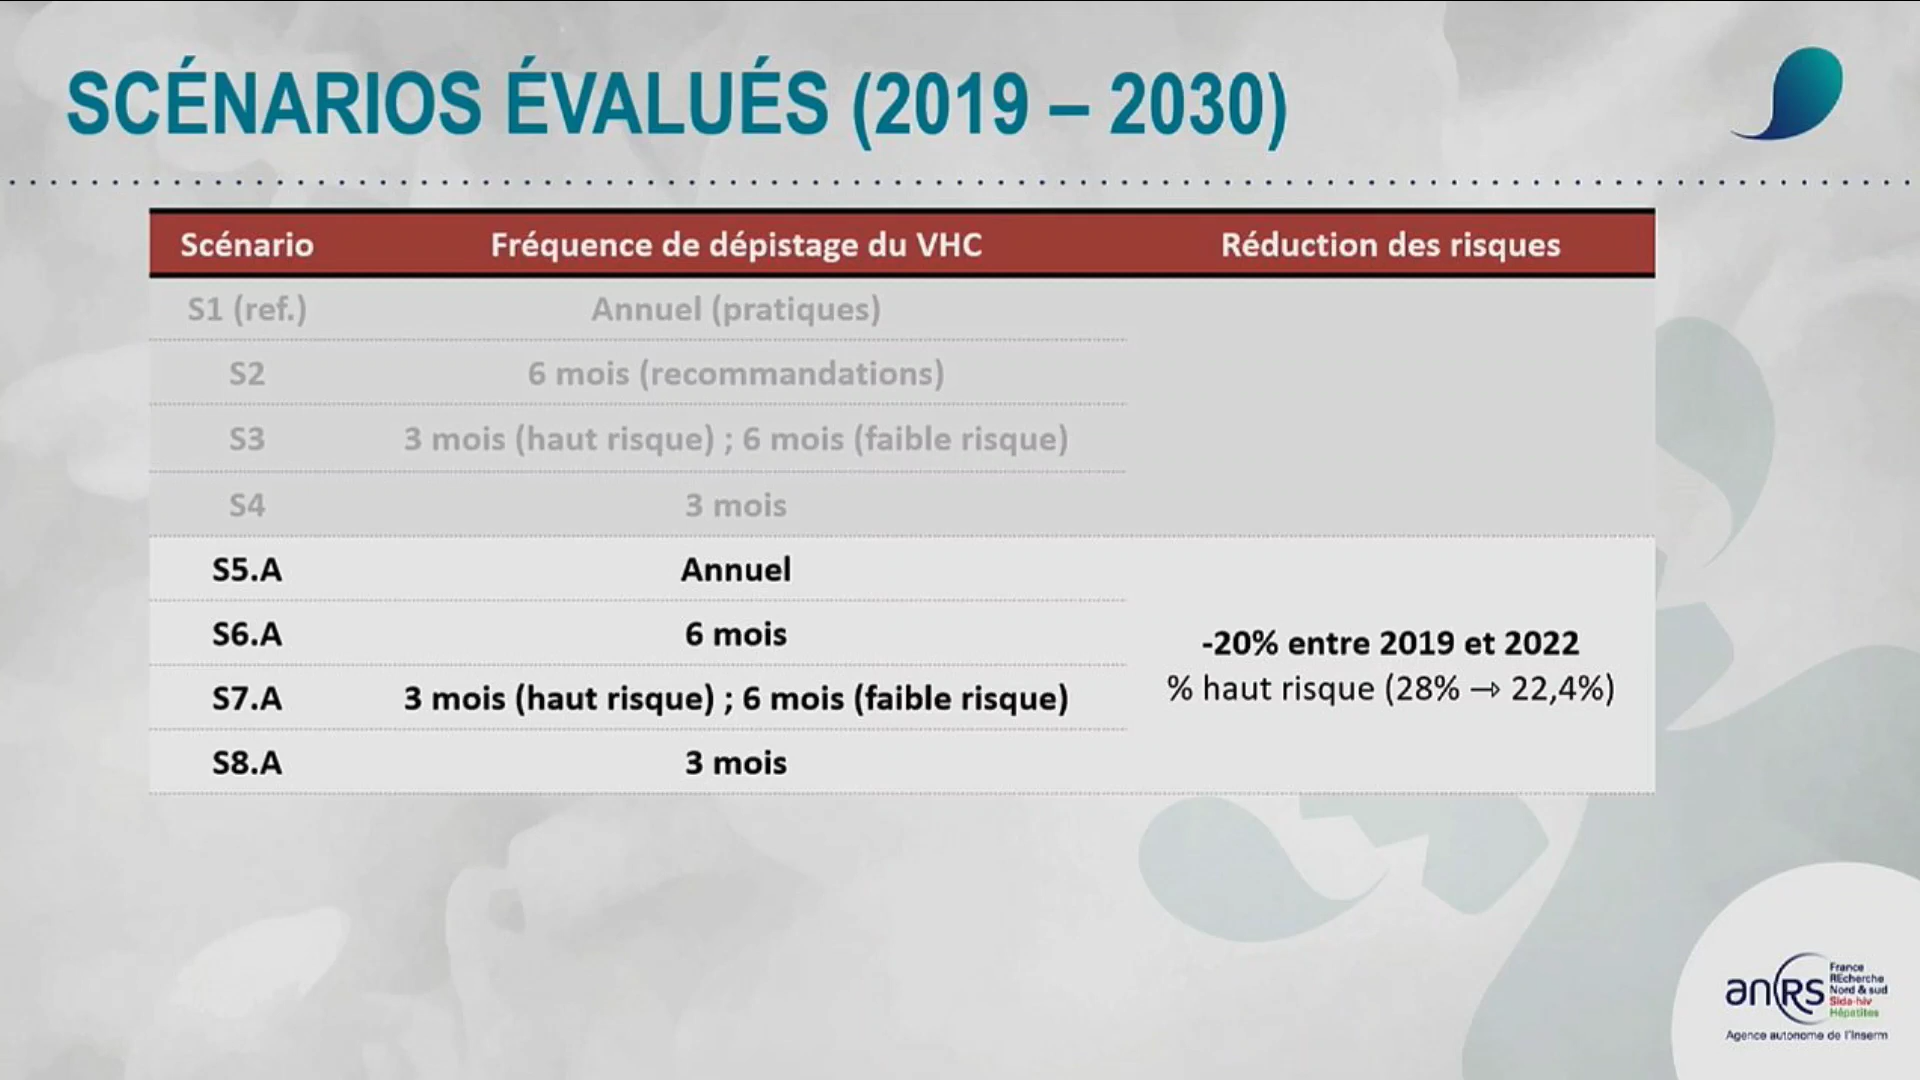 SCÉNARIOS ÉVALUÉS (2019 – 2030)
Scénario Fréquence de dépistage du VHC Réduction des risques
S1 (ref.) Annuel (pratiques)
S2 6 mois (recommandations)
S3 3 mois (haut risque) ; 6 mois (faible risque)
S4 3 mois
S5.A Annuel
S6.A 6 mois
S7.A 3 mois (haut risque) ; 6 mois (faible risque)
S8.A 3 mois
-20% entre 2019 et 2022
% haut risque (28% → 22,4%)
anRS
France
REcherche
Nord & sud
Sida-hiv
Hépatites
Agence autonome de l'Inserm